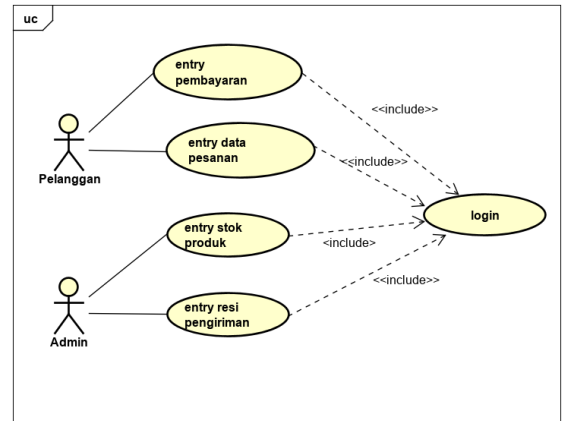 uc
entry
pembayaran
<<include>>
entry data
pesanan
<<include>>
Pelanggan
login
entry stok
produk
<include>
<<include>>
entry resi
pengiriman
Admin